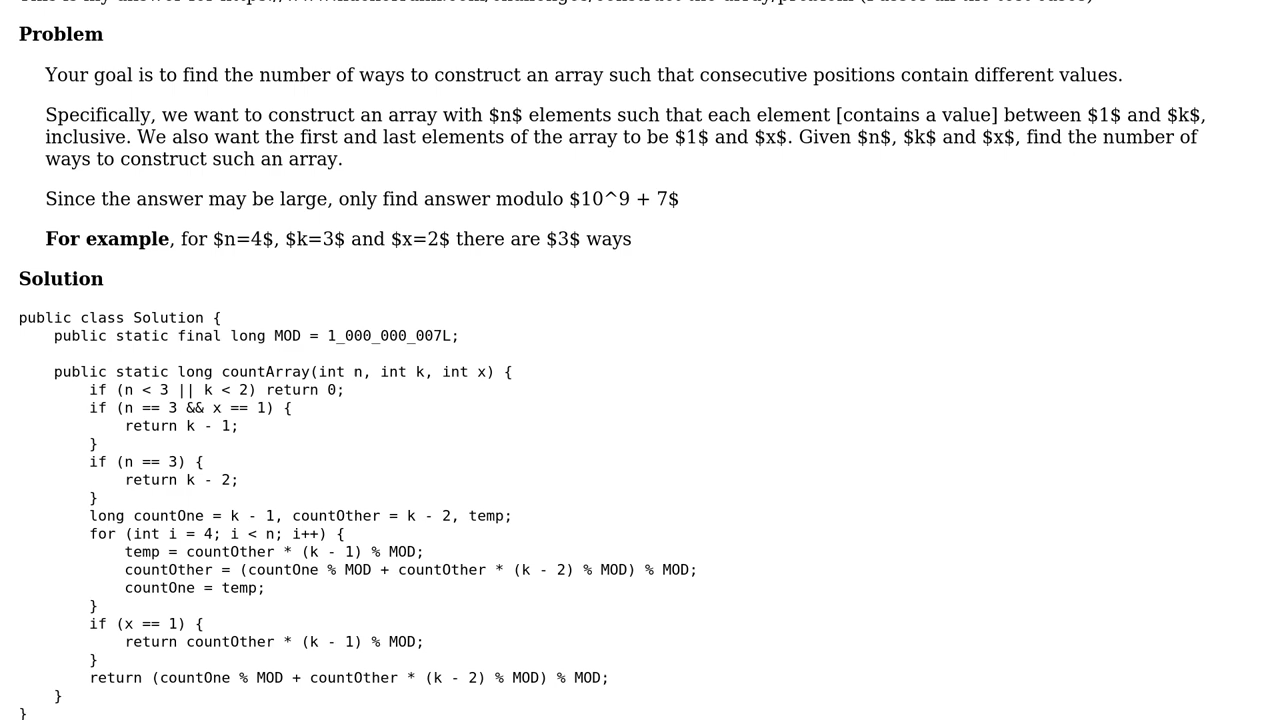 Problem
Your goal is to find the number of ways to construct an array such that consecutive positions contain different values.
Specifically, we want to construct an array with $n$ elements such that each element [contains a value] between $1$ and $k$,
inclusive. We also want the first and last elements of the array to be $1$ and $x$. Given $n$, $k$ and $x$, find the number of
ways to construct such an array.
Since the answer may be large, only find answer modulo $10^9 + 7$
For example, for $n=4$, $k=3$ and $x=2$ there are $3$ ways
Solution
public class Solution {
    public static final long MOD = 1_000_000_007L;
    public static long countArray(int n, int k, int x) {
        if (n < 3 || k < 2) return 0;
        if (n == 3 && x == 1) {
            return k - 1;
        }
        if (n == 3) {
            return k - 2;
        }
        long countOne = k - 1, countOther = k - 2, temp;
        for (int i = 4; i < n; i++) {
            temp = countOther * (k - 1) % MOD;
            countOther = (countOne % MOD + countOther * (k - 2) % MOD) % MOD;
            countOne = temp;
        }
        if (x == 1) {
            return countOther * (k - 1) % MOD;
        }
        return (countOne % MOD + countOther * (k - 2) % MOD) % MOD;
    }
}